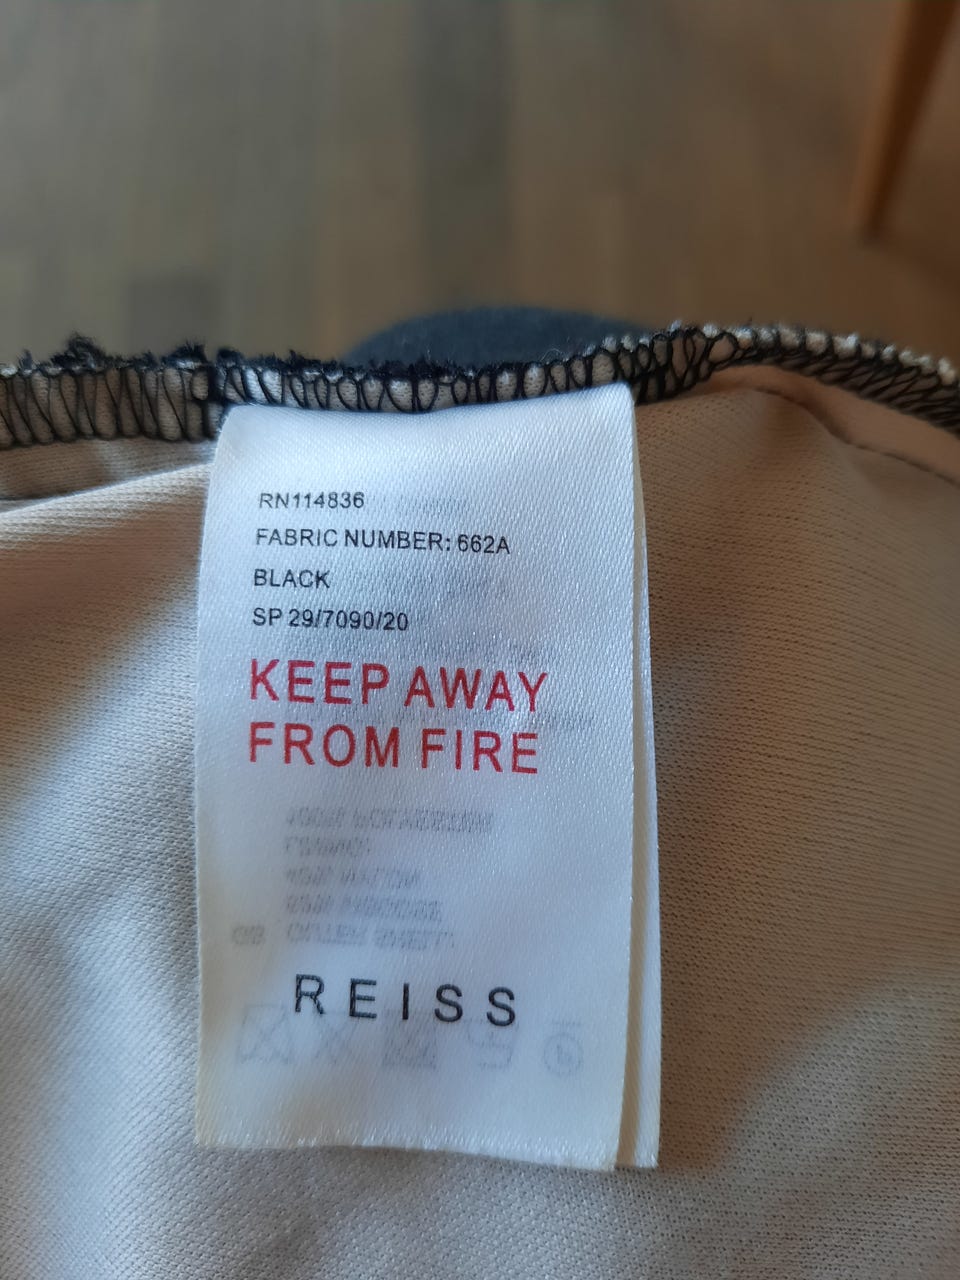 RN114836
FABRIC NUMBER: 662A
BLACK
SP 29/7090/20
KEEP AWAY
FROM FIRE
REISS